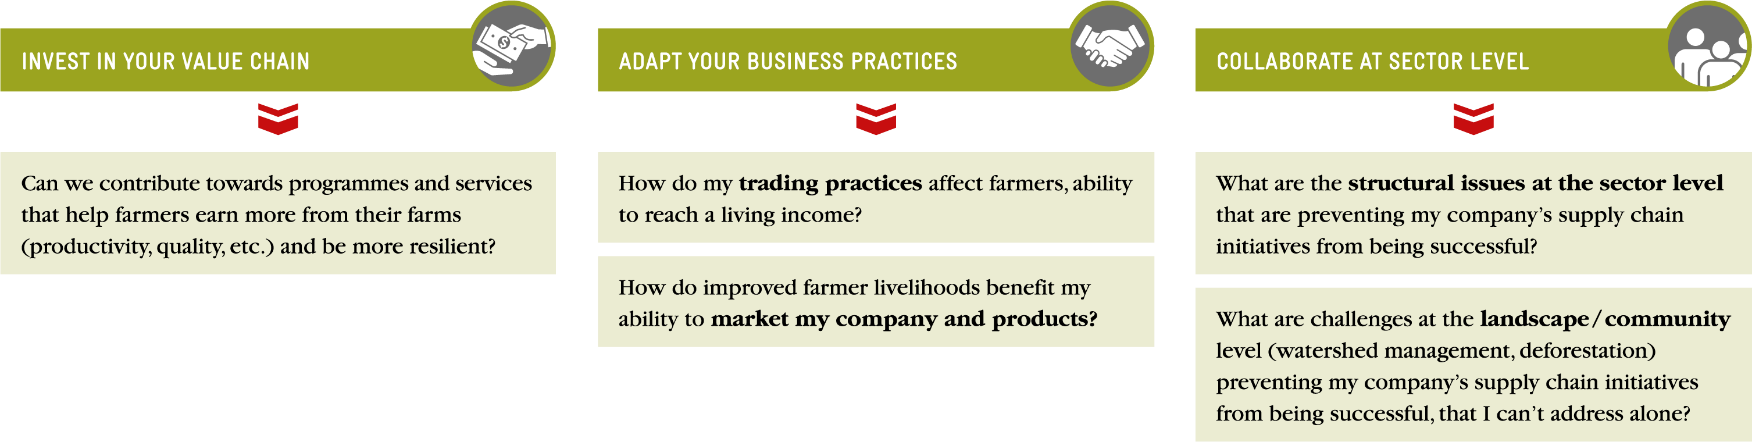 INVEST IN YOUR VALUE CHAIN
Can we contribute towards programmes and services
that help farmers earn more from their farms
(productivity, quality, etc.) and be more resilient?
ADAPT YOUR BUSINESS PRACTICES
How do my trading practices affect farmers, ability
to reach a living income?
How do improved farmer livelihoods benefit my
ability to market my company and products?
COLLABORATE AT SECTOR LEVEL
What are the structural issues at the sector level
that are preventing my company’s supply chain
initiatives from being successful?
What are challenges at the landscape/community
level (watershed management, deforestation)
preventing my company’s supply chain initiatives
from being successful, that I can’t address alone?